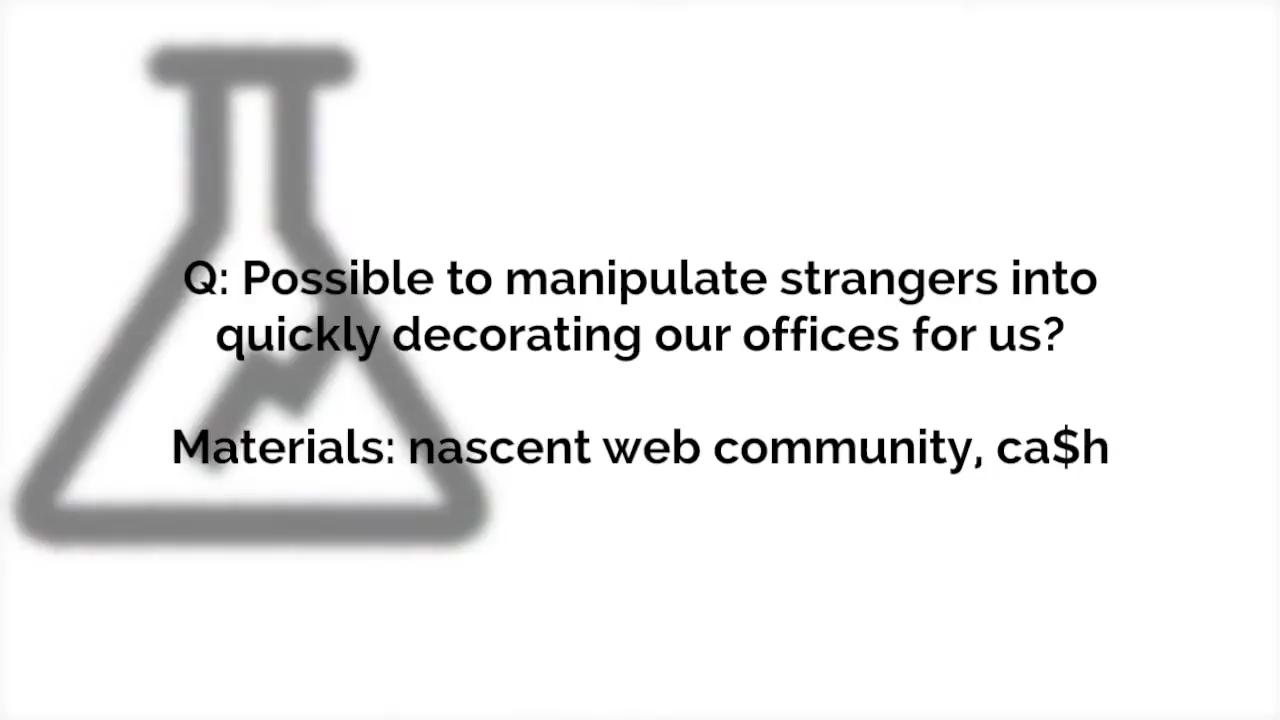 Q: Possible to manipulate strangers into
quickly decorating our offices for us?
Materials: nascent web community, ca$h